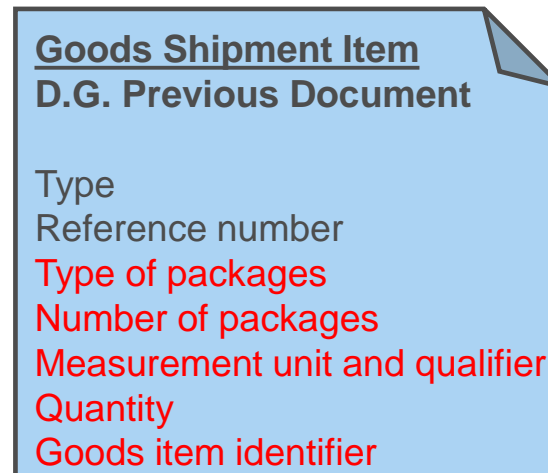 Goods Shipment Item
D.G. Previous Document
Type
Reference number
Type of packages
Number of packages
Measurement unit and qualifier
Quantity
Goods item identifier